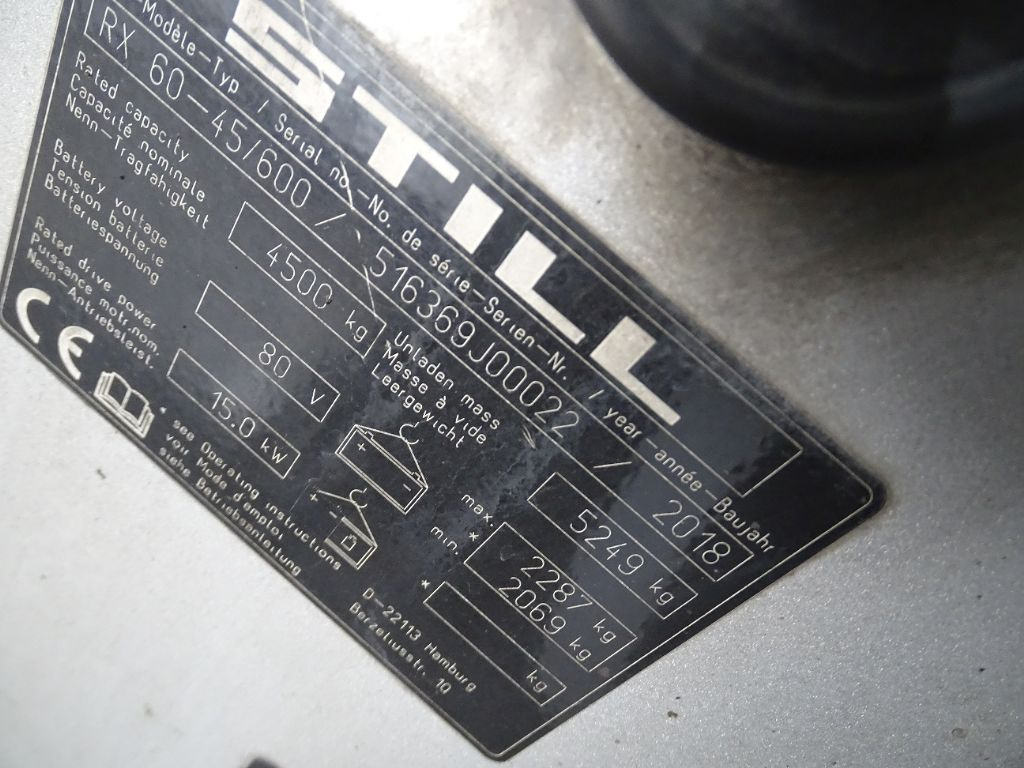 STILL
Modèle-Typ / Serial no.-No. de série-Serien-Nr. / year-année-Baujahr
RX 60-45/600 / 516369J00022 / 2018
Rated capacity
Capacité nominale
Nenn-Tragfähigkeit
4500 kg
Battery voltage
Tension batterie
Batteriespannung
80 V
Rated drive power
Puissance motr.nom.
Nenn-Antriebsleist.
15.0 kW
Unladen mass
Masse à vide
Leergewicht
5249 kg
+ -
max. 2287 kg
* min. 2069 kg
+ -
* kg
CE
see Operating instructions
voir Mode d'emploi
siehe Betriebsanleitung
D-22113 Hamburg
Berzeliusstr. 10